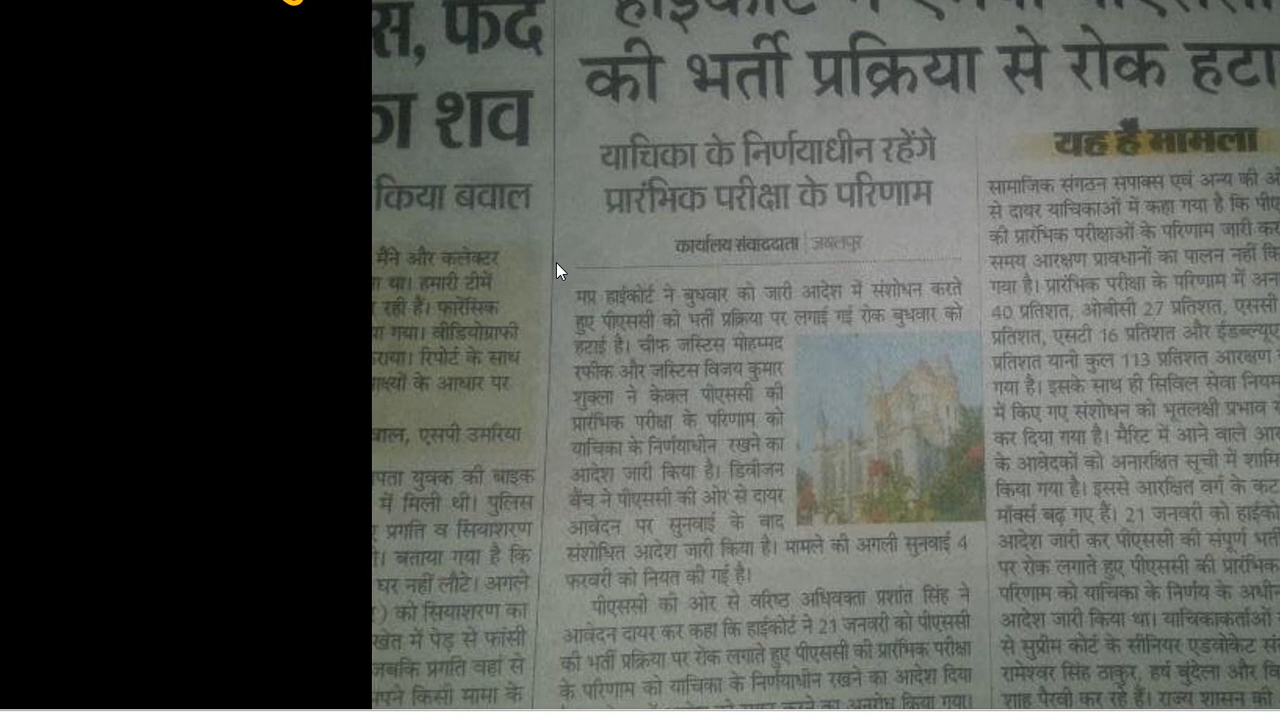 स, फंदे
का शव
किया बवाल
मैंने और कलेक्टर
था। हमारी टीमें
रही है। फॉरेंसिक
गया। वीडियोग्राफी
राया। रिपोर्ट के साथ
के आधार पर
वाल, एसपी उमरिया
पता युवक की बाइक
में मिली थी। पुलिस
प्रगति व सियाशरण
बताया गया है कि
घर नहीं लौटे। अगले
को सियाशरण का
खेत में पेड़ से फांसी
जबकि प्रगति वहां से
अपने किसी मामा के
की भर्ती प्रक्रिया से रोक हटा
याचिका के निर्णयाधीन रहेंगे
प्रारंभिक परीक्षा के परिणाम
कार्यालय संवाददाता | जबलपुर
मप्र हाईकोर्ट ने बुधवार को जारी आदेश में संशोधन करते
हुए पीएससी की भर्ती प्रक्रिया पर लगाई गई रोक बुधवार को
हटाई है। चीफ जस्टिस मोहम्मद
रफीक और जस्टिस विजय कुमार
शुक्ला ने केवल पीएससी की
प्रारंभिक परीक्षा के परिणाम को
याचिका के निर्णयाधीन रखने का
आदेश जारी किया है। डिवीजन
बैंच ने पीएससी की ओर से दायर
आवेदन पर सुनवाई के बाद
संशोधित आदेश जारी किया है। मामले की अगली सुनवाई 4
फरवरी को नियत की गई है।
पीएससी की ओर से वरिष्ठ अधिवक्ता प्रशांत सिंह ने
आवेदन दायर कर कहा कि हाईकोर्ट ने 21 जनवरी को पीएससी
की भर्ती प्रक्रिया पर रोक लगाते हुए पीएससी की प्रारंभिक परीक्षा
के परिणाम को याचिका के निर्णयाधीन रखने का आदेश दिया
करने का अनुरोध किया गया।
यह है मामला
सामाजिक संगठन सपाक्स एवं अन्य की ओ
से दायर याचिकाओं में कहा गया है कि पीए
की प्रारंभिक परीक्षाओं के परिणाम जारी कर
समय आरक्षण प्रावधानों का पालन नहीं कि
गया है। प्रारंभिक परीक्षा के परिणाम में अन
40 प्रतिशत, ओबीसी 27 प्रतिशत, एससी
प्रतिशत, एसटी 16 प्रतिशत और ईडब्ल्यूए
प्रतिशत यानी कुल 113 प्रतिशत आरक्षण
गया है। इसके साथ ही सिविल सेवा नियम
में किए गए संशोधन को भूतलक्षी प्रभाव
कर दिया गया है। मैरिट में आने वाले आर
के आवेदकों को अनारक्षित सूची में शामि
किया गया है। इससे आरक्षित वर्ग के कट
मॉर्क्स बढ़ गए हैं। 21 जनवरी को हाईको
आदेश जारी कर पीएससी की संपूर्ण भर्ती
पर रोक लगाते हुए पीएससी की प्रारंभिक
परिणाम को याचिका के निर्णय के अधीन
आदेश जारी किया था। याचिकाकर्ताओं
से सुप्रीम कोर्ट के सीनियर एडवोकेट सं
रामेश्वर सिंह ठाकुर, हर्ष बुंदेला और वि
शाह पैरवी कर रहे हैं। राज्य शासन की